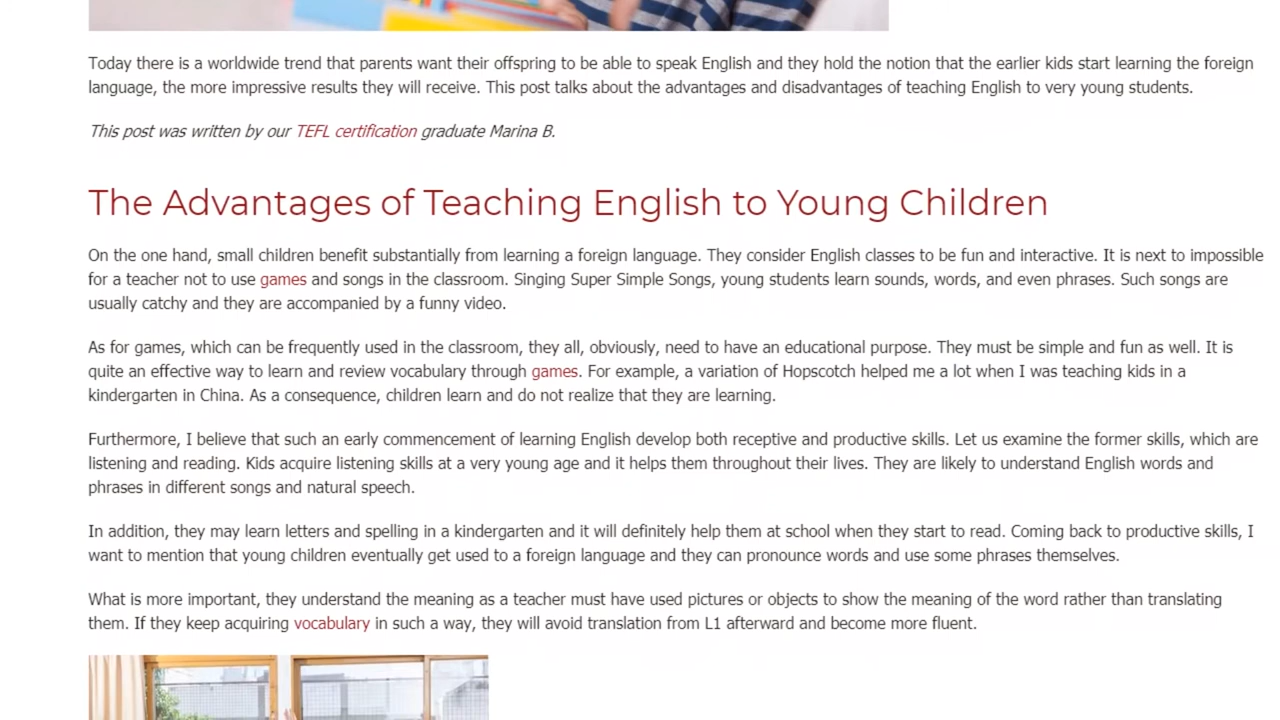 Today there is a worldwide trend that parents want their offspring to be able to speak English and they hold the notion that the earlier kids start learning the foreign
language, the more impressive results they will receive. This post talks about the advantages and disadvantages of teaching English to very young students.
This post was written by our TEFL certification graduate Marina B.
The Advantages of Teaching English to Young Children
On the one hand, small children benefit substantially from learning a foreign language. They consider English classes to be fun and interactive. It is next to impossible
for a teacher not to use games and songs in the classroom. Singing Super Simple Songs, young students learn sounds, words, and even phrases. Such songs are
usually catchy and they are accompanied by a funny video.
As for games, which can be frequently used in the classroom, they all, obviously, need to have an educational purpose. They must be simple and fun as well. It is
quite an effective way to learn and review vocabulary through games. For example, a variation of Hopscotch helped me a lot when I was teaching kids in a
kindergarten in China. As a consequence, children learn and do not realize that they are learning.
Furthermore, I believe that such an early commencement of learning English develop both receptive and productive skills. Let us examine the former skills, which are
listening and reading. Kids acquire listening skills at a very young age and it helps them throughout their lives. They are likely to understand English words and
phrases in different songs and natural speech.
In addition, they may learn letters and spelling in a kindergarten and it will definitely help them at school when they start to read. Coming back to productive skills, I
want to mention that young children eventually get used to a foreign language and they can pronounce words and use some phrases themselves.
What is more important, they understand the meaning as a teacher must have used pictures or objects to show the meaning of the word rather than translating
them. If they keep acquiring vocabulary in such a way, they will avoid translation from L1 afterward and become more fluent.